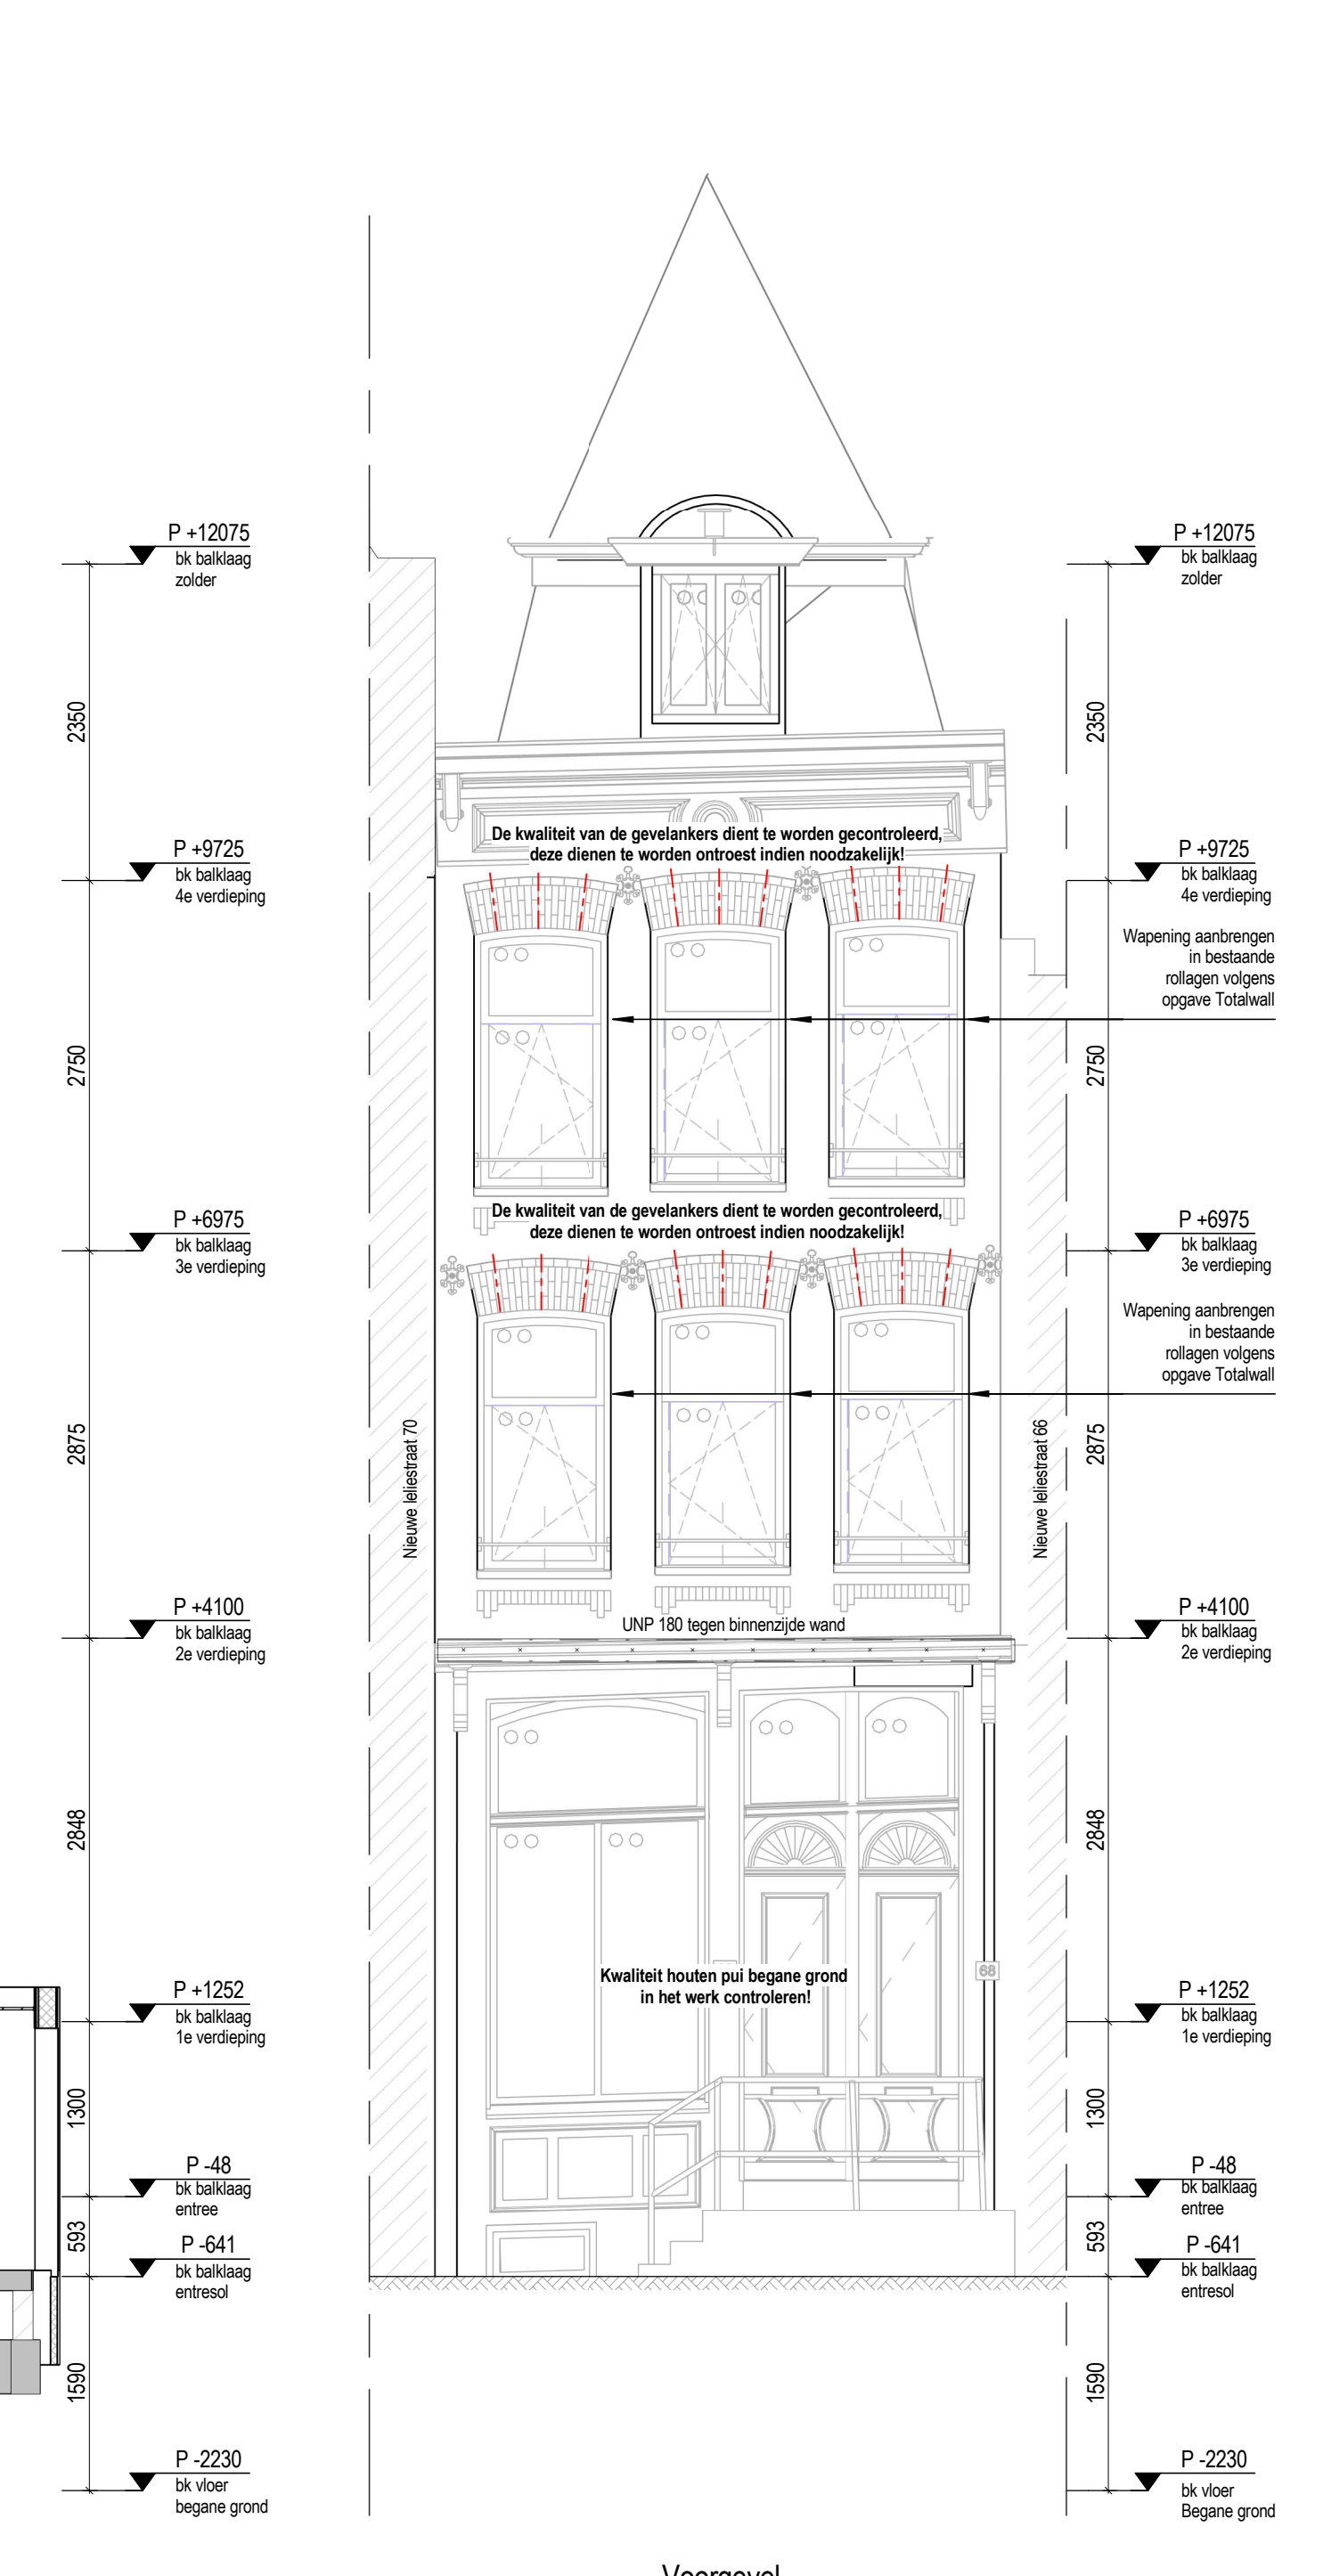 P +12075
bk balklaag
zolder
2350
P +9725
bk balklaag
4e verdieping
2750
P +6975
bk balklaag
3e verdieping
2875
P +4100
bk balklaag
2e verdieping
2848
P +1252
bk balklaag
1e verdieping
1300
P -48
bk balklaag
entree
593
P -641
bk balklaag
entresol
1590
P -2230
bk vloer
begane grond
Nieuwe leliestraat 70
De kwaliteit van de gevelankers dient te worden gecontroleerd,
deze dienen te worden ontroest indien noodzakelijk!
De kwaliteit van de gevelankers dient te worden gecontroleerd,
deze dienen te worden ontroest indien noodzakelijk!
UNP 180 tegen binnenzijde wand
Kwaliteit houten pui begane grond
in het werk controleren!
68
Nieuwe leliestraat 66
P +12075
bk balklaag
zolder
2350
P +9725
bk balklaag
4e verdieping
Wapening aanbrengen
in bestaande
rollagen volgens
opgave Totalwall
2750
P +6975
bk balklaag
3e verdieping
Wapening aanbrengen
in bestaande
rollagen volgens
opgave Totalwall
2875
P +4100
bk balklaag
2e verdieping
2848
P +1252
bk balklaag
1e verdieping
1300
P -48
bk balklaag
entree
593
P -641
bk balklaag
entresol
1590
P -2230
bk vloer
Begane grond
Voorgevel